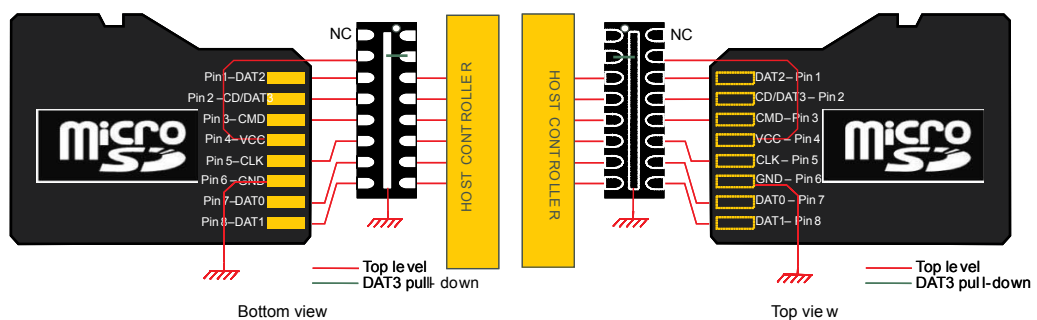 NC
Pin1–DAT2
Pin 2 –CD/DAT3
Pin 3–CMD
Pin 4–VCC
Pin 5–CLK
Pin 6–GND
Pin 7–DAT0
Pin 8–DAT1
Micro
SD
HOST CONTROLLER
Top level
DAT3 pull- down
Bottom view
HOST CONTROLLER
NC
DAT2– Pin 1
CD/DAT3– Pin 2
CMD– Pin 3
VCC – Pin 4
CLK – Pin 5
GND – Pin 6
DAT0 – Pin 7
DAT1– Pin 8
Micro
SD
Top level
DAT3 pull-down
Top view